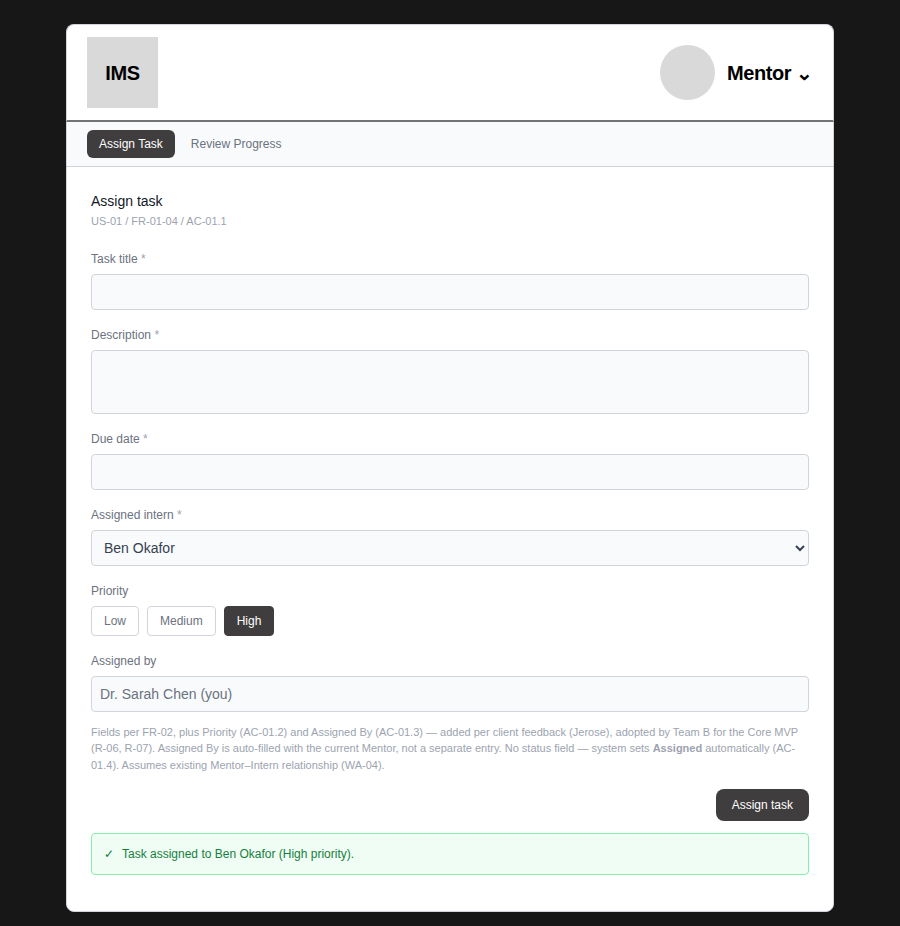 IMS
Mentor
Assign Task
Review Progress
Assign task
US-01 / FR-01-04 / AC-01.1
Task title *
Description *
Due date *
Assigned intern *
Ben Okafor
Priority
Low
Medium
High
Assigned by
Dr. Sarah Chen (you)
Fields per FR-02, plus Priority (AC-01.2) and Assigned By (AC-01.3) — added per client feedback (Jerose), adopted by Team B for the Core MVP
(R-06, R-07). Assigned By is auto-filled with the current Mentor, not a separate entry. No status field — system sets Assigned automatically (AC-
01.4). Assumes existing Mentor–Intern relationship (WA-04).
Assign task
✓ Task assigned to Ben Okafor (High priority).